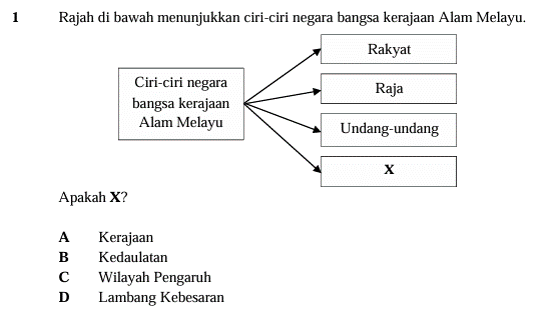 1 Rajah di bawah menunjukkan ciri-ciri negara bangsa kerajaan Alam Melayu.
Ciri-ciri negara
bangsa kerajaan
Alam Melayu
Rakyat
Raja
Undang-undang
X
Apakah X?
A Kerajaan
B Kedaulatan
C Wilayah Pengaruh
D Lambang Kebesaran